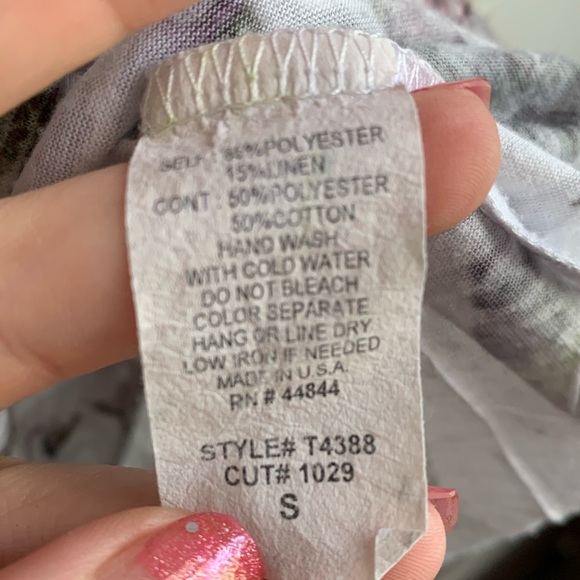 SELF : 85%POLYESTER
15%LINEN
CONT : 50%POLYESTER
50%COTTON
HAND WASH
WITH COLD WATER
DO NOT BLEACH
COLOR SEPARATE
HANG OR LINE DRY
LOW IRON IF NEEDED
MADE IN U.S.A.
RN # 44844
STYLE# T4388
CUT# 1029
S